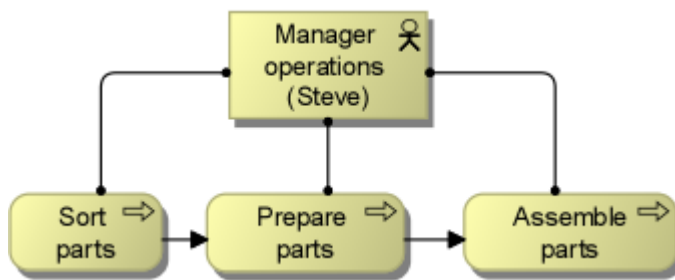 Manager
operations
(Steve)
Sort
parts
Prepare
parts
Assemble
parts